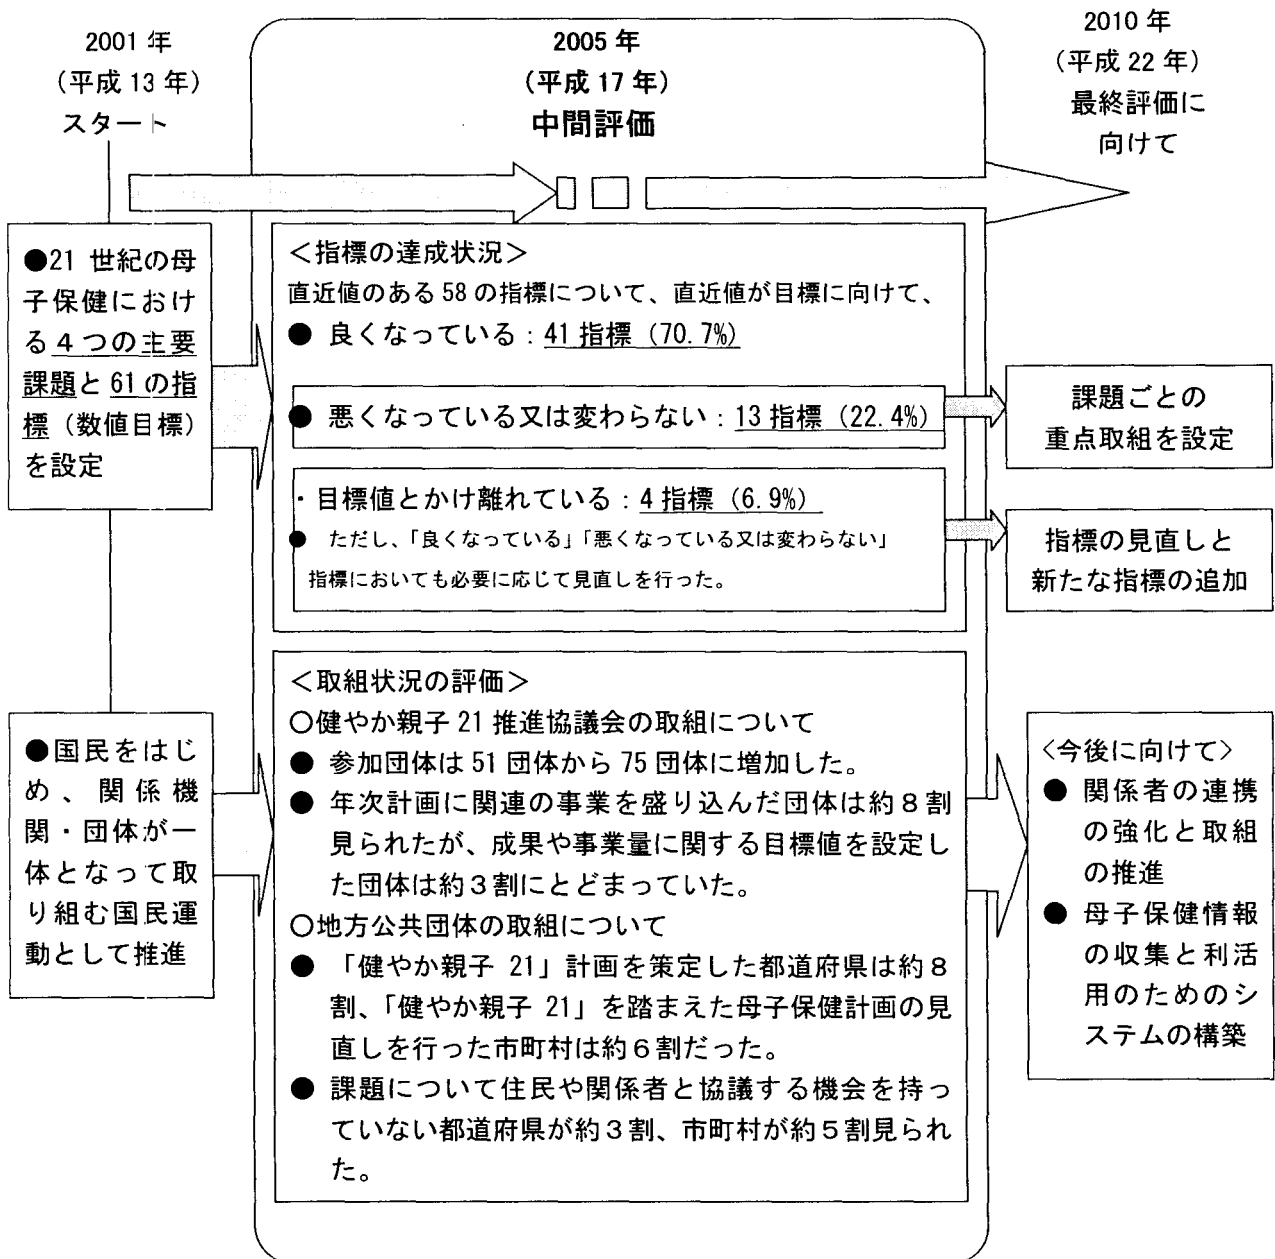 2001 年
(平成 13 年)
スタート
2005 年
(平成 17 年)
中間評価
2010 年
(平成 22 年)
最終評価に
向けて
●21 世紀の母
子保健におけ
る４つの主要
課題と 61 の指
標（数値目標）
を設定
＜指標の達成状況＞
直近値のある 58 の指標について、直近値が目標に向けて、
● 良くなっている：41 指標（70.7%）
● 悪くなっている又は変わらない：13 指標（22.4%）
・目標値とかけ離れている：4 指標（6.9%）
● ただし、「良くなっている」「悪くなっている又は変わらない」
指標においても必要に応じて見直しを行った。
課題ごとの
重点取組を設定
指標の見直しと
新たな指標の追加
●国民をはじ
め、関係機
関・団体が一
体となって取
り組む国民運
動として推進
＜取組状況の評価＞
○健やか親子 21 推進協議会の取組について
● 参加団体は 51 団体から 75 団体に増加した。
● 年次計画に関連の事業を盛り込んだ団体は約８割
見られたが、成果や事業量に関する目標値を設定し
た団体は約３割にとどまっていた。
○地方公共団体の取組について
● 「健やか親子 21」計画を策定した都道府県は約８
割、「健やか親子 21」を踏まえた母子保健計画の見
直しを行った市町村は約６割だった。
● 課題について住民や関係者と協議する機会を持っ
ていない都道府県が約３割、市町村が約５割見られ
た。
＜今後に向けて＞
● 関係者の連携
の強化と取組
の推進
● 母子保健情報
の収集と利活
用のためのシ
ステムの構築